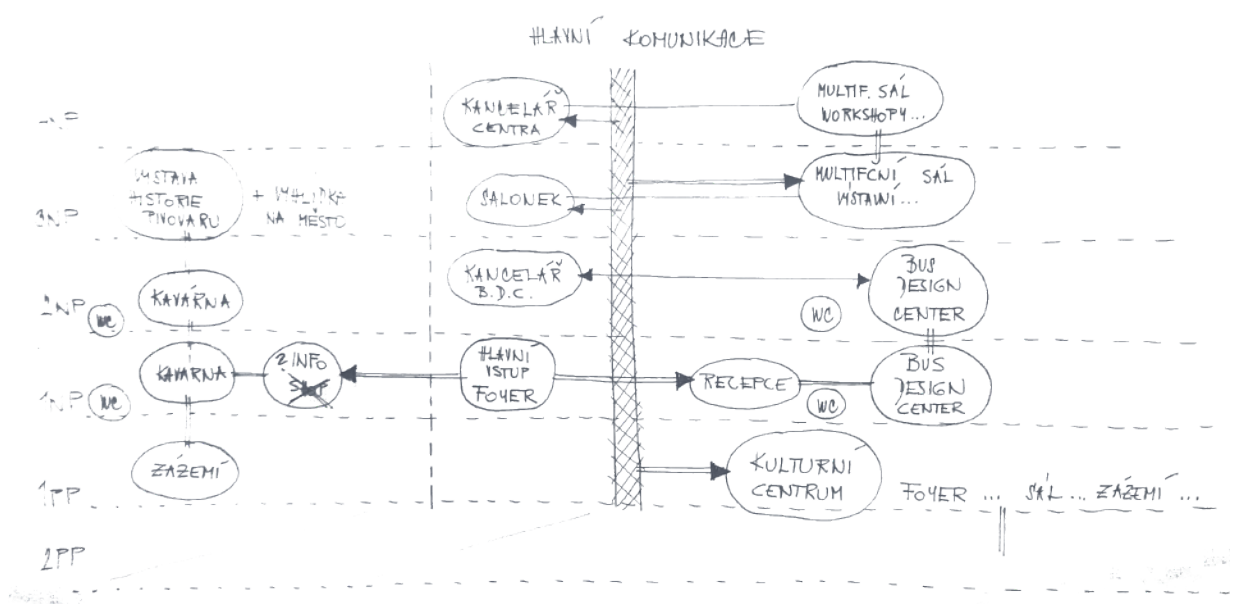 HLAVNÍ KOMUNIKACE
KANCELÁŘ
CENTRA
MULTIF. SÁL
WORKSHOPY...
3NP
VÝSTAVA
HISTORIE
PIVOVARU
+ VYHLÍDKA
NA MĚSTO
SALONEK
MULTIFCNÍ SÁL
VÝSTAVNÍ...
2NP
WC
KAVÁRNA
KANCELÁŘ
B.D.C.
WC
BUS
DESIGN
CENTER
1NP
WC
KAVÁRNA
INFO
HLAVNÍ
VSTUP
FOYER
RECEPCE
WC
BUS
DESIGN
CENTER
1PP
ZÁZEMÍ
KULTURNÍ
CENTRUM
FOYER ... SÁL ... ZÁZEMÍ ...
2PP